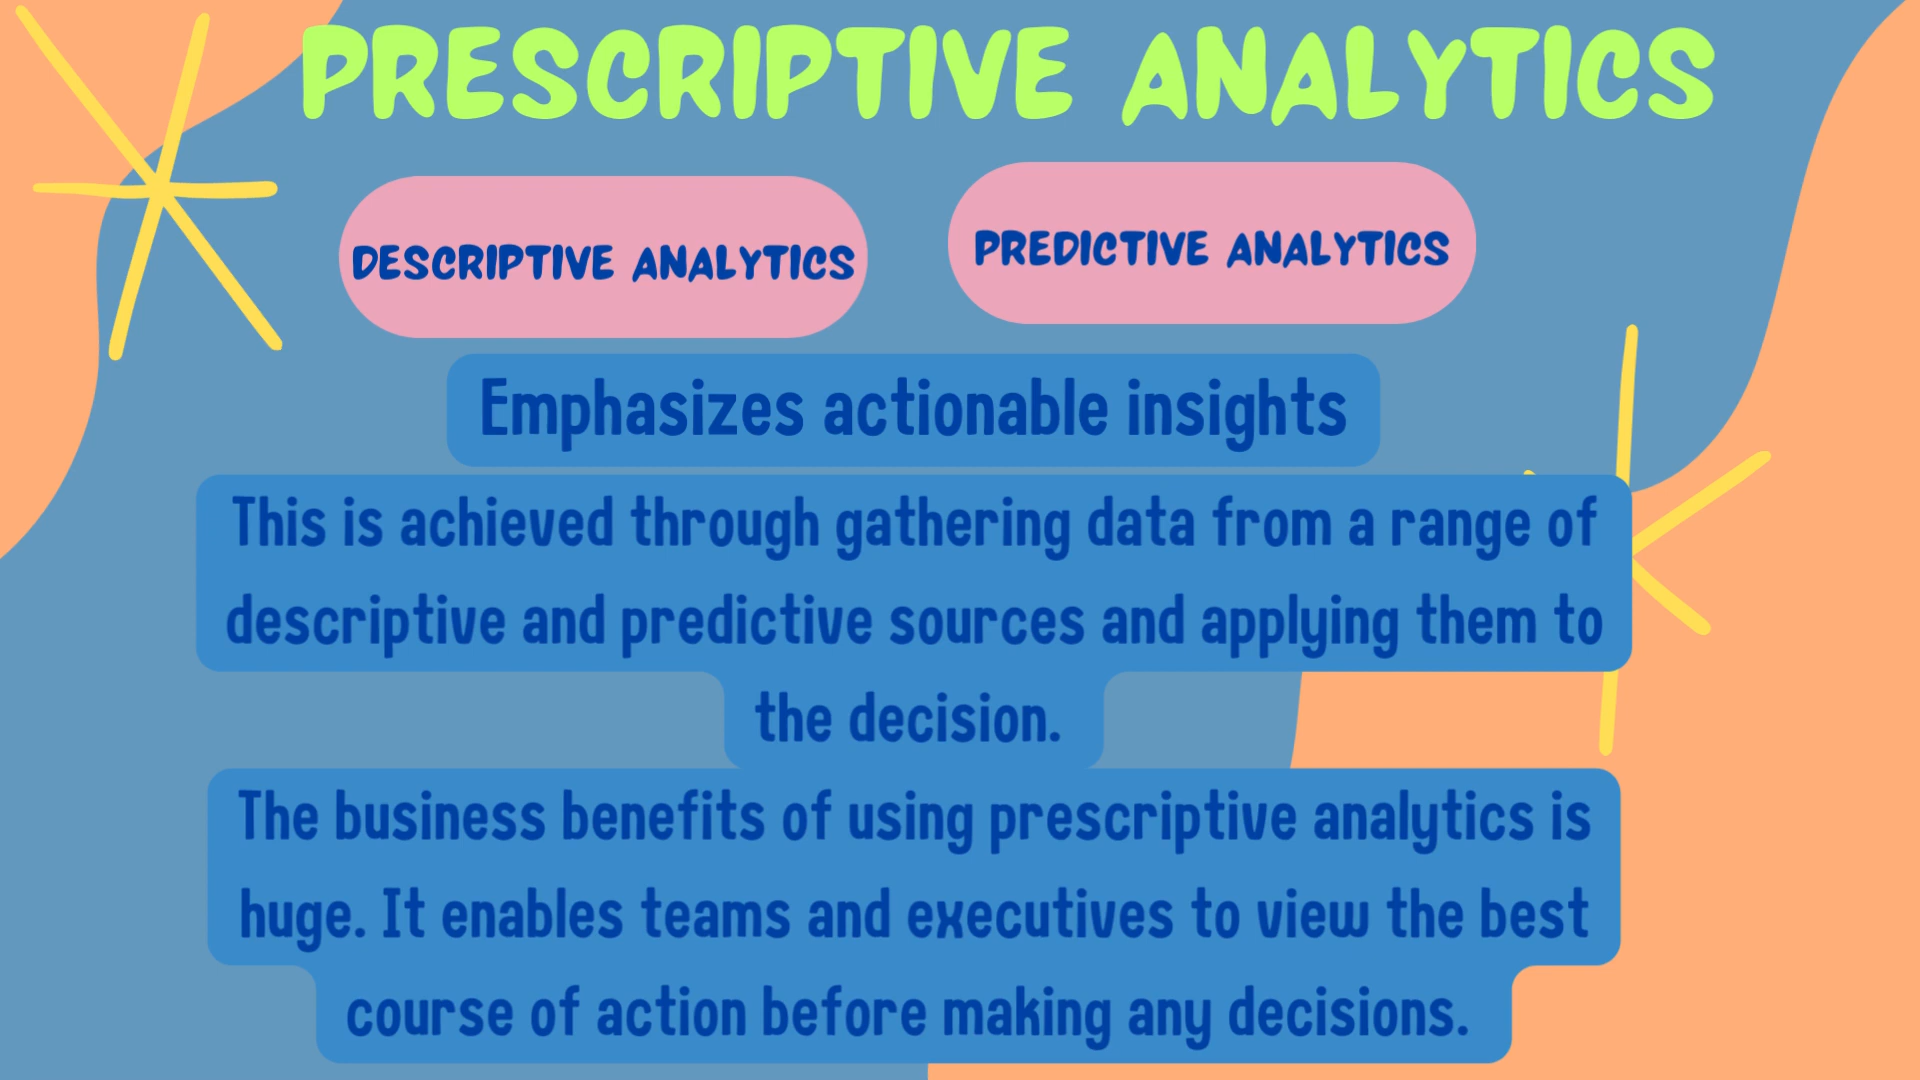 PRESCRIPTIVE ANALYTICS
DESCRIPTIVE ANALYTICS
PREDICTIVE ANALYTICS
Emphasizes actionable insights
This is achieved through gathering data from a range of
descriptive and predictive sources and applying them to
the decision.
The business benefits of using prescriptive analytics is
huge. It enables teams and executives to view the best
course of action before making any decisions.